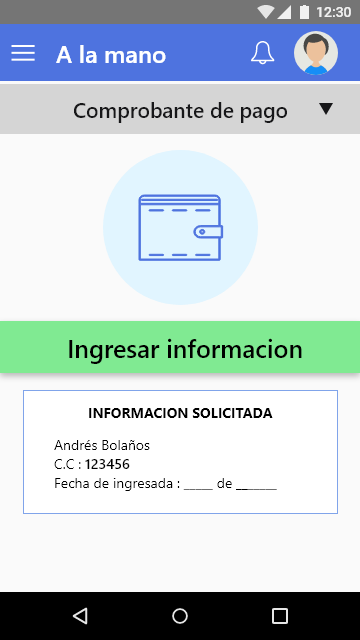 12:30
A la mano
Comprobante de pago
Ingresar informacion
INFORMACION SOLICITADA
Andrés Bolaños
C.C : 123456
Fecha de ingresada : _____ de _______